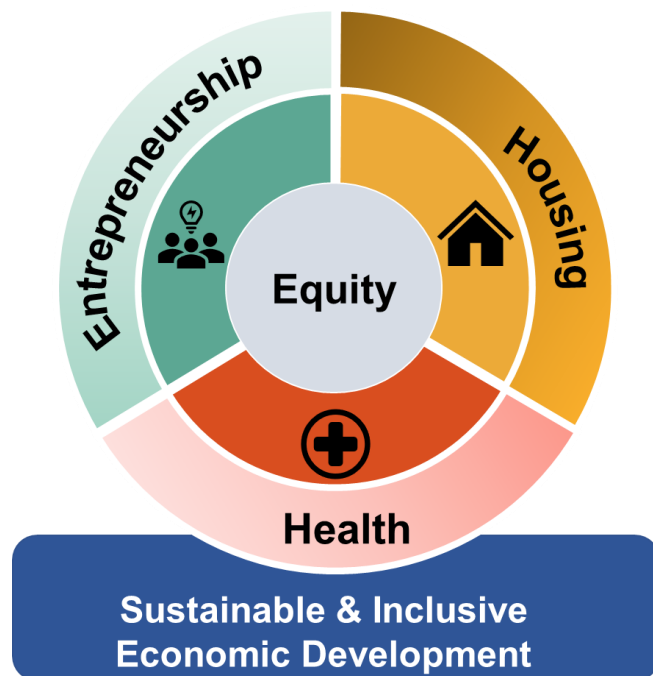 Entrepreneurship
Housing
Equity
Health
Sustainable & Inclusive
Economic Development